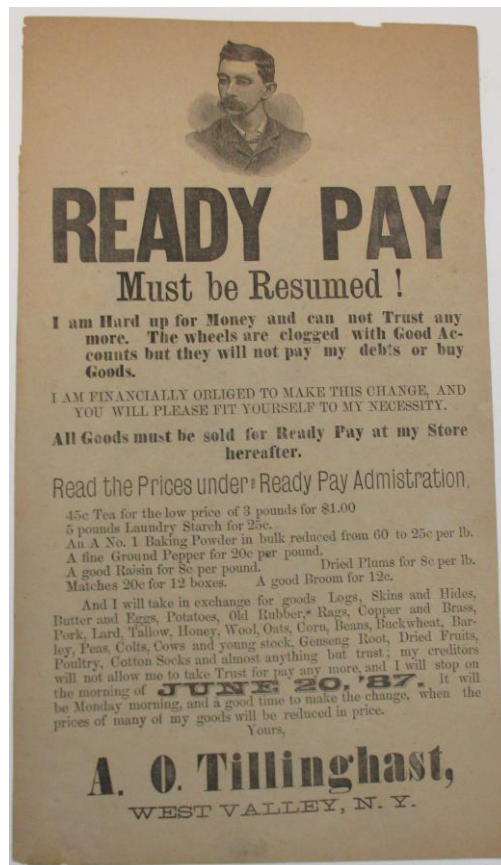 READY PAY
Must be Resumed !
I am Hard up for Money and can not Trust any
more. The wheels are clogged with Good Ac-
counts but they will not pay my debts or buy
Goods.
I AM FINANCIALLY OBLIGED TO MAKE THIS CHANGE, AND
YOU WILL PLEASE FIT YOURSELF TO MY NECESSITY.
All Goods must be sold for Ready Pay at my Store
hereafter.
Read the Prices under Ready Pay Admistration.
45c Tea for the low price of 3 pounds for $1.00
5 pounds Laundry Starch for 25c.
An A No. 1 Baking Powder in bulk reduced from 60 to 25c per lb.
A fine Ground Pepper for 20c per pound.
A good Raisin for 8c per pound. Dried Plums for 8c per lb.
Matches 20c for 12 boxes. A good Broom for 12c.
And I will take in exchange for goods Logs, Skins and Hides,
Butter and Eggs, Potatoes, Old Rubber, Rags, Copper and Brass,
Pork, Lard, Tallow, Honey, Wool, Oats, Corn, Beans, Buckwheat, Bar-
ley, Peas, Colts, Cows and young stock, Genseng Root, Dried Fruits,
Poultry, Cotton Socks and almost anything but trust; my creditors
will not allow me to take Trust for pay any more, and I will stop on
the morning of JUNE 20, '87. It will
be Monday morning, and a good time to make the change, when the
prices of many of my goods will be reduced in price.
Yours,
A. O. Tillinghast,
WEST VALLEY, N. Y.